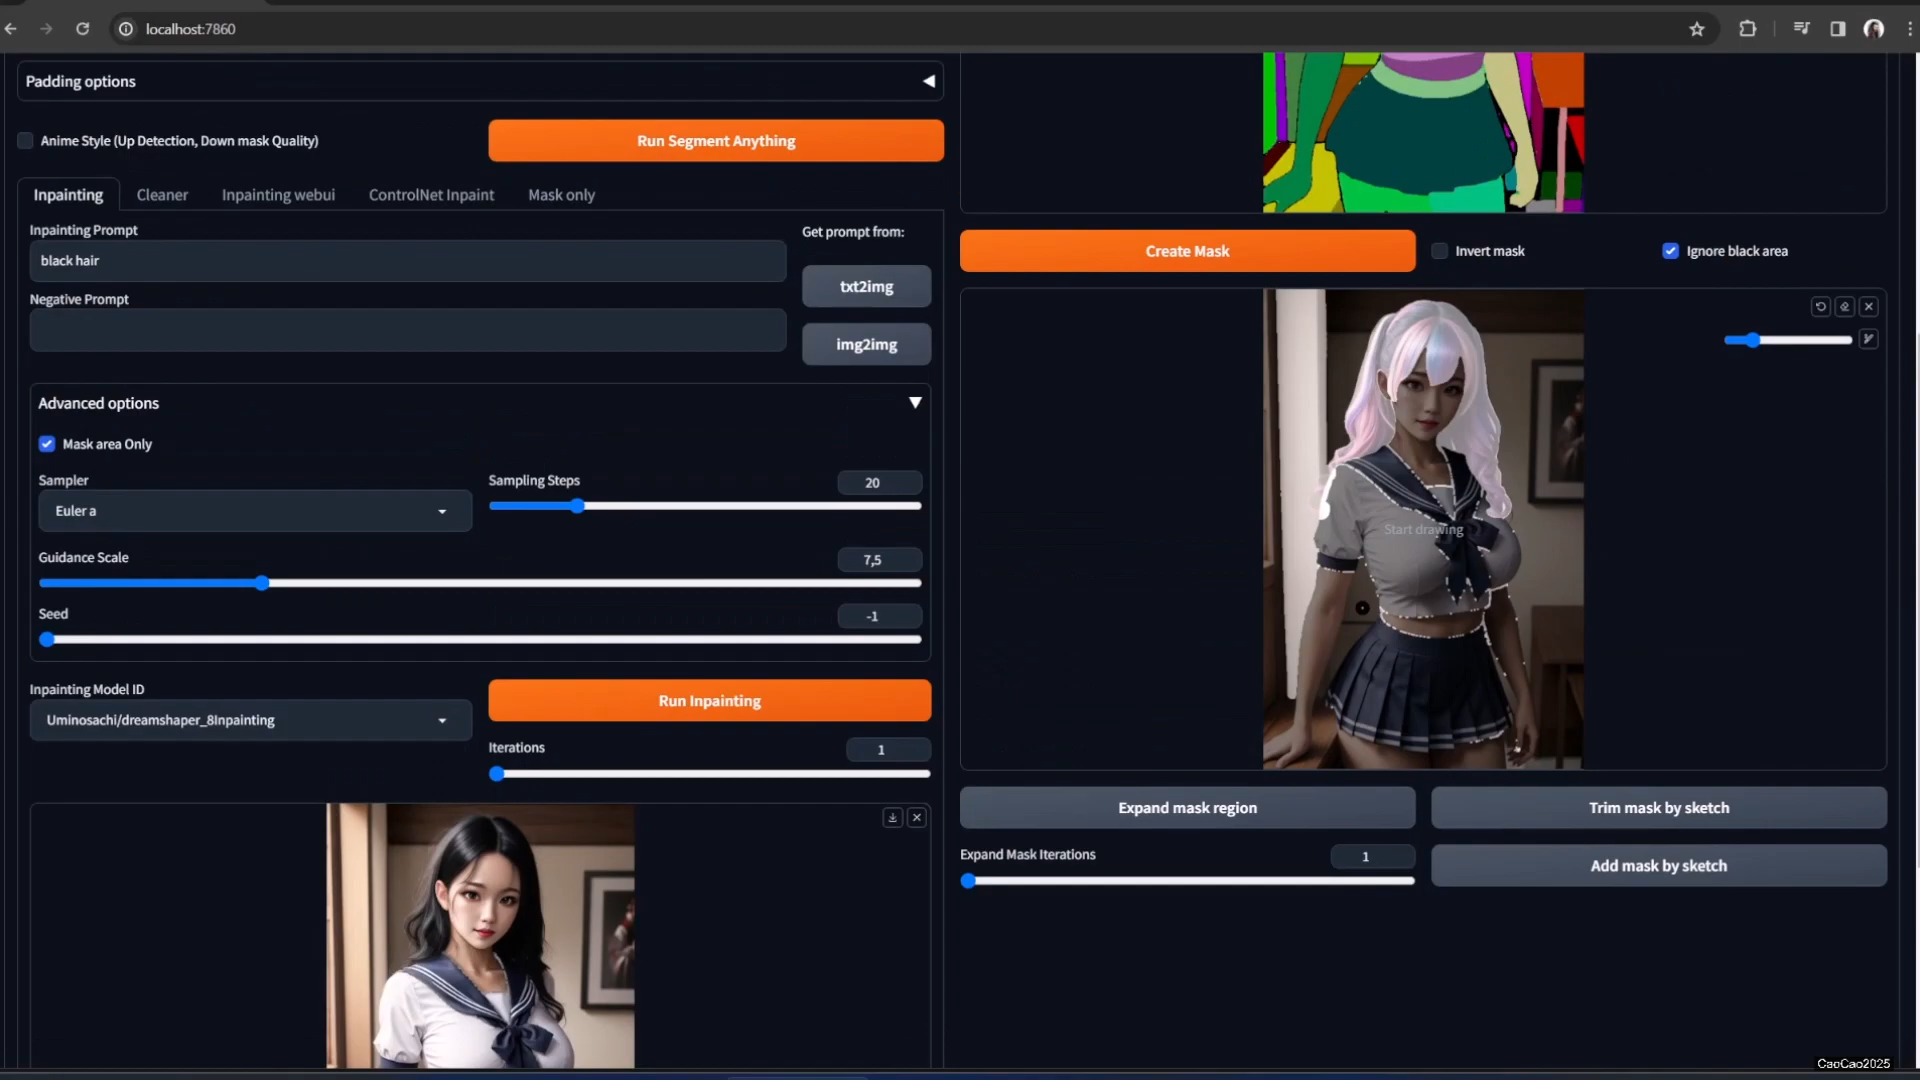 localhost:7860
Padding options
Anime Style (Up Detection, Down mask Quality)
Run Segment Anything
Inpainting
Cleaner
Inpainting webui
ControlNet Inpaint
Mask only
Inpainting Prompt
Get prompt from:
black hair
txt2img
Negative Prompt
img2img
Advanced options
Mask area Only
Sampler
Sampling Steps
20
Euler a
Guidance Scale
7,5
Seed
-1
Inpainting Model ID
Uminosachi/dreamshaper_8Inpainting
Run Inpainting
Iterations
1
Create Mask
Invert mask
Ignore black area
Start drawing
Expand mask region
Trim mask by sketch
Expand Mask Iterations
1
Add mask by sketch
CaoCao2025